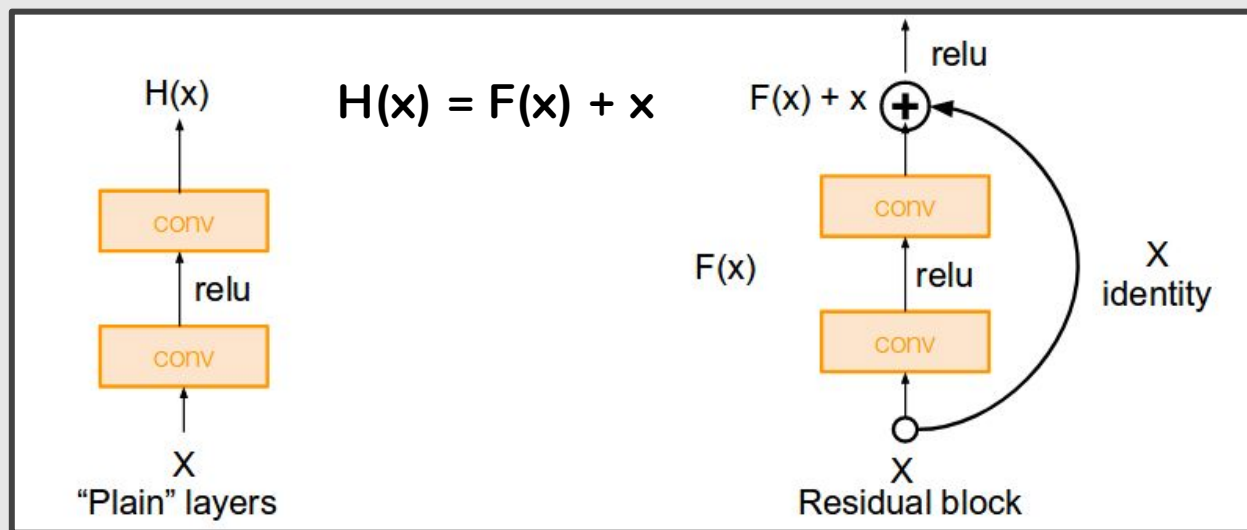 H(x)
conv
relu
conv
X
“Plain” layers
H(x) = F(x) + x
relu
F(x) + x
+
conv
F(x)
relu
X
identity
conv
X
Residual block